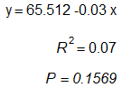 y = 65.512 -0.03 x
R² = 0.07
P = 0.1569